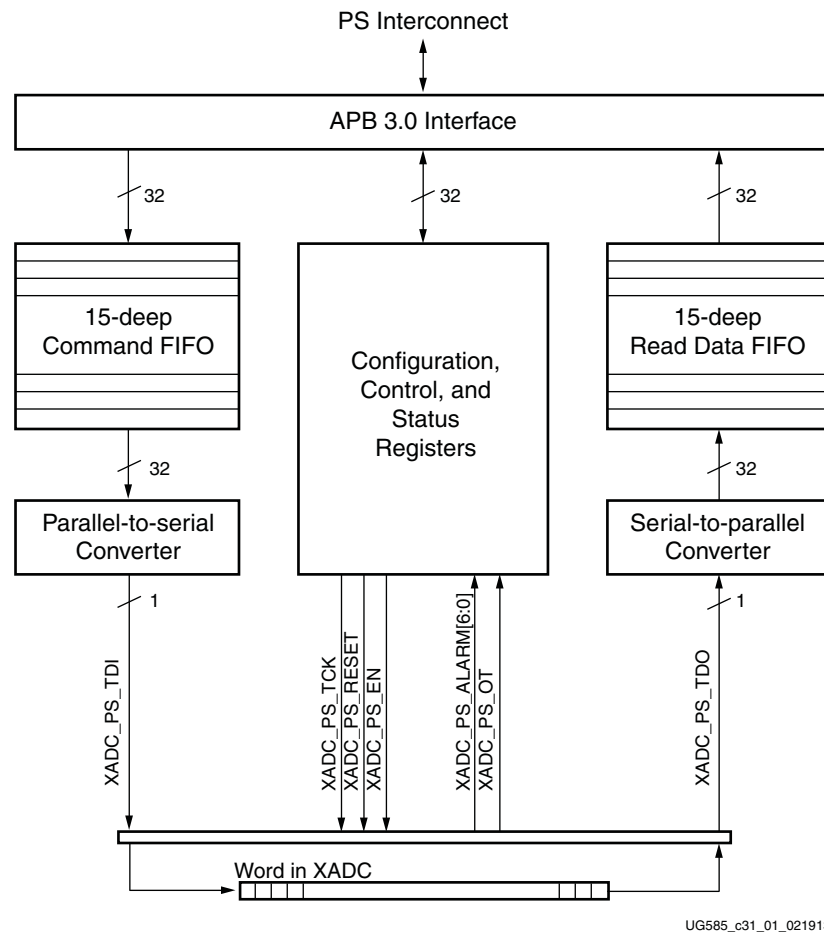 PS Interconnect
APB 3.0 Interface
32
32
32
15-deep
Command FIFO
Configuration,
Control, and
Status
Registers
15-deep
Read Data FIFO
32
32
Parallel-to-serial
Converter
Serial-to-parallel
Converter
1
1
XADC_PS_TDI
XADC_PS_TCK
XADC_PS_RESET
XADC_PS_EN
XADC_PS_ALARM[6:0]
XADC_PS_OT
XADC_PS_TDO
Word in XADC
UG585_c31_01_021913